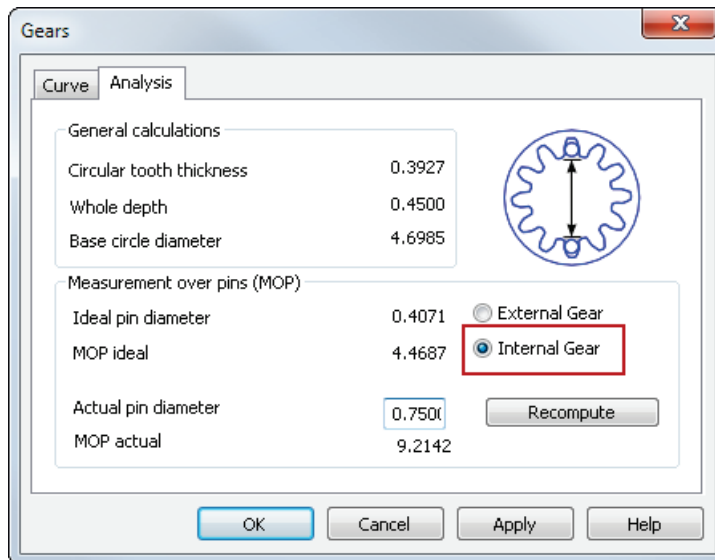 Gears
Curve Analysis
General calculations
Circular tooth thickness 0.3927
Whole depth 0.4500
Base circle diameter 4.6985
Measurement over pins (MOP)
Ideal pin diameter 0.4071 External Gear
MOP ideal 4.4687 Internal Gear
Actual pin diameter 0.750( Recompute
MOP actual 9.2142
OK Cancel Apply Help